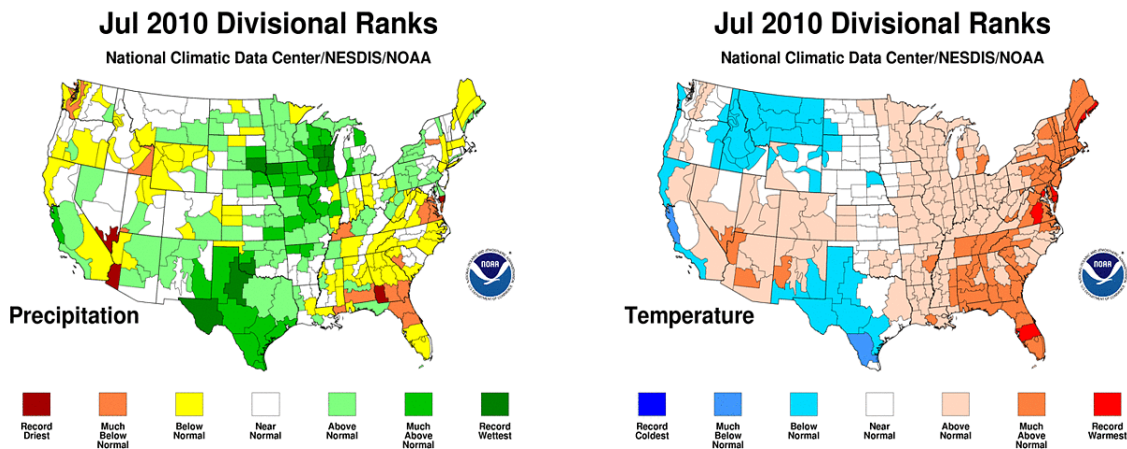 Jul 2010 Divisional Ranks
National Climatic Data Center/NESDIS/NOAA
NOAA
Precipitation
Record Driest
Much Below Normal
Below Normal
Near Normal
Above Normal
Much Above Normal
Record Wettest
Jul 2010 Divisional Ranks
National Climatic Data Center/NESDIS/NOAA
NOAA
Temperature
Record Coldest
Much Below Normal
Below Normal
Near Normal
Above Normal
Much Above Normal
Record Warmest